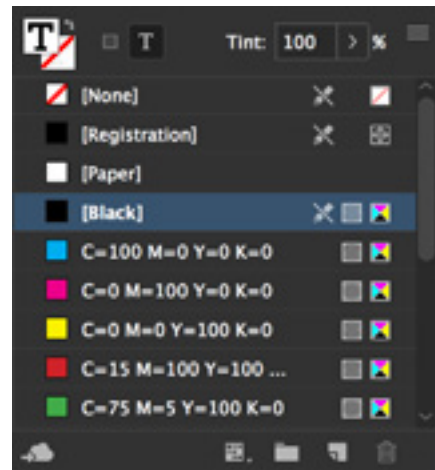 T T Tint: 100 > %
[None]
[Registration]
[Paper]
[Black]
C=100 M=0 Y=0 K=0
C=0 M=100 Y=0 K=0
C=0 M=0 Y=100 K=0
C=15 M=100 Y=100 ...
C=75 M=5 Y=100 K=0